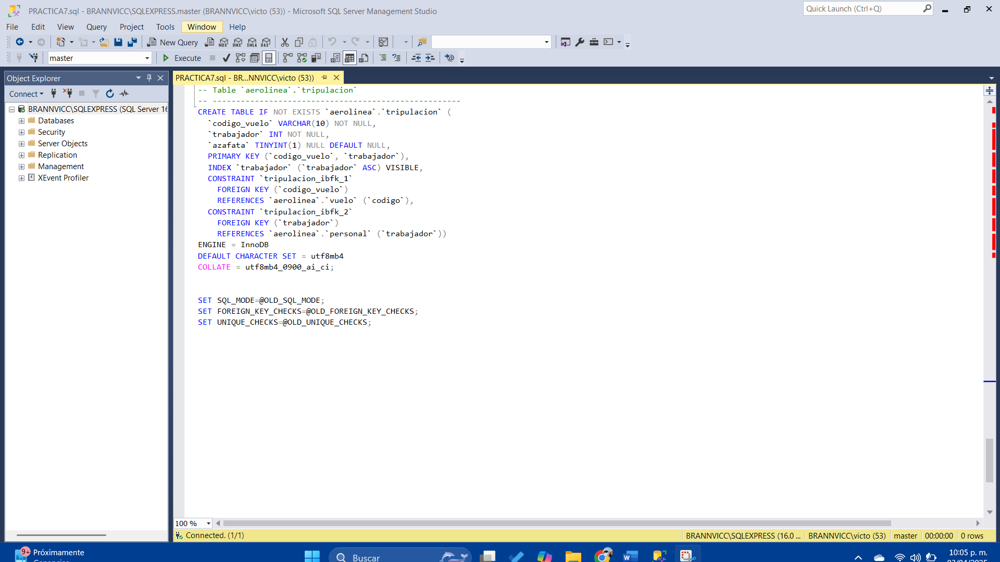 PRACTICA7.sql - BRANNVICC\SQLEXPRESS.master (BRANNVICC\victo (53)) - Microsoft SQL Server Management Studio
Quick Launch (Ctrl+Q)
File Edit View Query Project Tools Window Help
New Query MDX DMX XMLA DAX
master Execute
Object Explorer
PRACTICA7.sql - BR...NNVICC\victo (53))
Connect
BRANNVICC\SQLEXPRESS (SQL Server 16
Databases
Security
Server Objects
Replication
Management
XEvent Profiler
-- Table `aerolinea`.`tripulacion`
-- -----------------------------------------------------
CREATE TABLE IF NOT EXISTS `aerolinea`.`tripulacion` (
`codigo_vuelo` VARCHAR(10) NOT NULL,
`trabajador` INT NOT NULL,
`azafata` TINYINT(1) NULL DEFAULT NULL,
PRIMARY KEY (`codigo_vuelo`, `trabajador`),
INDEX `trabajador` (`trabajador` ASC) VISIBLE,
CONSTRAINT `tripulacion_ibfk_1`
FOREIGN KEY (`codigo_vuelo`)
REFERENCES `aerolinea`.`vuelo` (`codigo`),
CONSTRAINT `tripulacion_ibfk_2`
FOREIGN KEY (`trabajador`)
REFERENCES `aerolinea`.`personal` (`trabajador`))
ENGINE = InnoDB
DEFAULT CHARACTER SET = utf8mb4
COLLATE = utf8mb4_0900_ai_ci;
SET SQL_MODE=@OLD_SQL_MODE;
SET FOREIGN_KEY_CHECKS=@OLD_FOREIGN_KEY_CHECKS;
SET UNIQUE_CHECKS=@OLD_UNIQUE_CHECKS;
100 %
Connected. (1/1)
BRANNVICC\SQLEXPRESS (16.0 ... BRANNVICC\victo (53) master 00:00:00 0 rows
9+ Próximamente
Buscar
10:05 p. m.